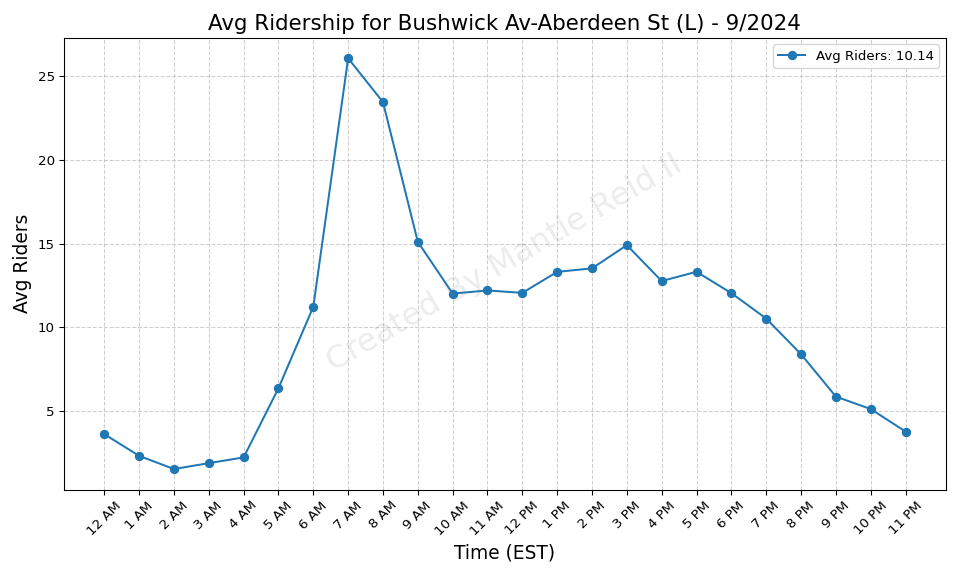 Avg Ridership for Bushwick Av-Aberdeen St (L) - 9/2024
Avg Riders: 10.14
25
20
15
10
5
Avg Riders
Created By Mantie Reid II
12 AM
1 AM
2 AM
3 AM
4 AM
5 AM
6 AM
7 AM
8 AM
9 AM
10 AM
11 AM
12 PM
1 PM
2 PM
3 PM
4 PM
5 PM
6 PM
7 PM
8 PM
9 PM
10 PM
11 PM
Time (EST)